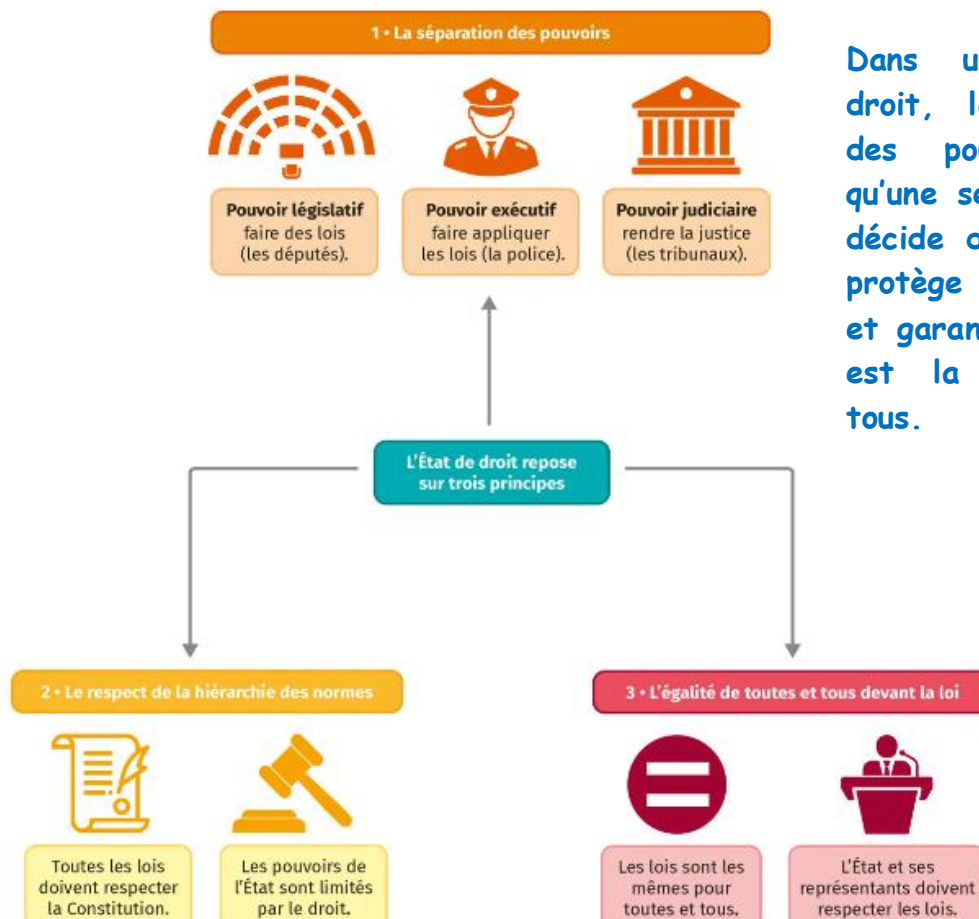 1 • La séparation des pouvoirs
Pouvoir législatif
faire des lois
(les députés).
Pouvoir exécutif
faire appliquer
les lois (la police).
Pouvoir judiciaire
rendre la justice
(les tribunaux).
Dans
droit,
des
qu'une
décide
protège
et
est la
tous.
L'État de droit repose
sur trois principes
2 • Le respect de la hiérarchie des normes
Toutes les lois
doivent respecter
la Constitution.
Les pouvoirs de
l'État sont limités
par le droit.
3 • L'égalité de toutes et tous devant la loi
Les lois sont les
mêmes pour
toutes et tous.
L'État et ses
représentants doivent
respecter les lois.